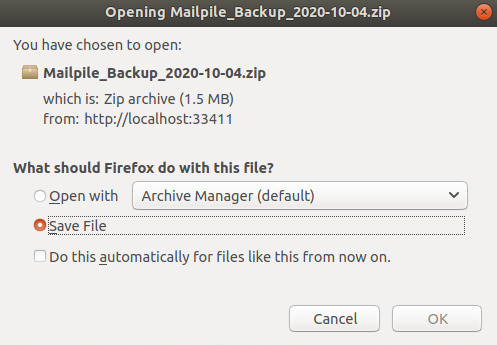 Opening Mailpile_Backup_2020-10-04.zip
You have chosen to open:
Mailpile_Backup_2020-10-04.zip
which is: Zip archive (1.5 MB)
from: http://localhost:33411
What should Firefox do with this file?
Open with Archive Manager (default)
Save File
Do this automatically for files like this from now on.
Cancel OK